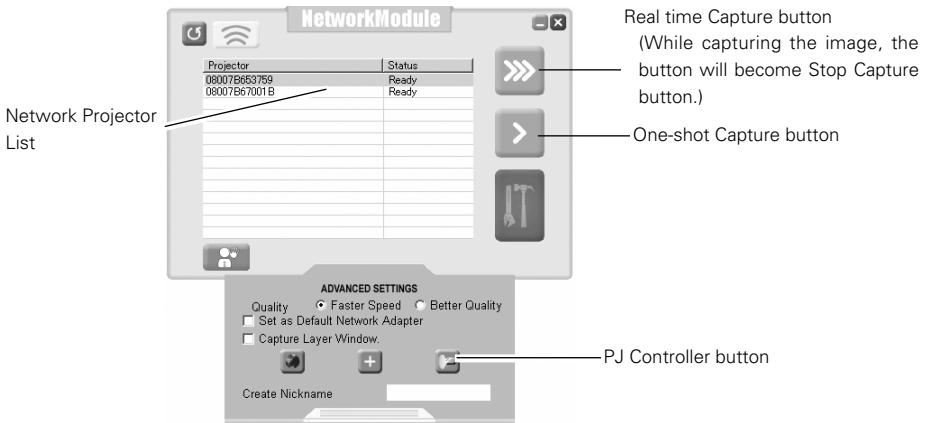 NetworkModule
Real time Capture button
(While capturing the image, the
button will become Stop Capture
button.)
Projector Status
08007B653759 Ready
08007B67001B Ready
Network Projector
List
One-shot Capture button
ADVANCED SETTINGS
Quality Faster Speed Better Quality
Set as Default Network Adapter
Capture Layer Window.
PJ Controller button
Create Nickname